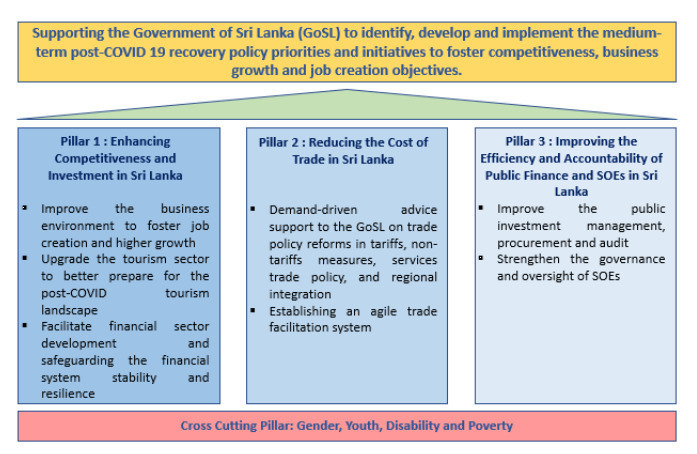 Supporting the Government of Sri Lanka (GoSL) to identify, develop and implement the medium-
term post-COVID 19 recovery policy priorities and initiatives to foster competitiveness, business
growth and job creation objectives.
Pillar 1 : Enhancing
Competitiveness and
Investment in Sri Lanka
▪ Improve the business
environment to foster job
creation and higher growth
▪ Upgrade the tourism sector
to better prepare for the
post-COVID tourism
landscape
▪ Facilitate financial sector
development and
safeguarding the financial
system stability and
resilience
Pillar 2 : Reducing the Cost of
Trade in Sri Lanka
▪ Demand-driven advice
support to the GoSL on trade
policy reforms in tariffs, non-
tariffs measures, services
trade policy, and regional
integration
▪ Establishing an agile trade
facilitation system
Pillar 3 : Improving the
Efficiency and Accountability of
Public Finance and SOEs in Sri
Lanka
▪ Improve the public
investment management,
procurement and audit
▪ Strengthen the governance
and oversight of SOEs
Cross Cutting Pillar: Gender, Youth, Disability and Poverty